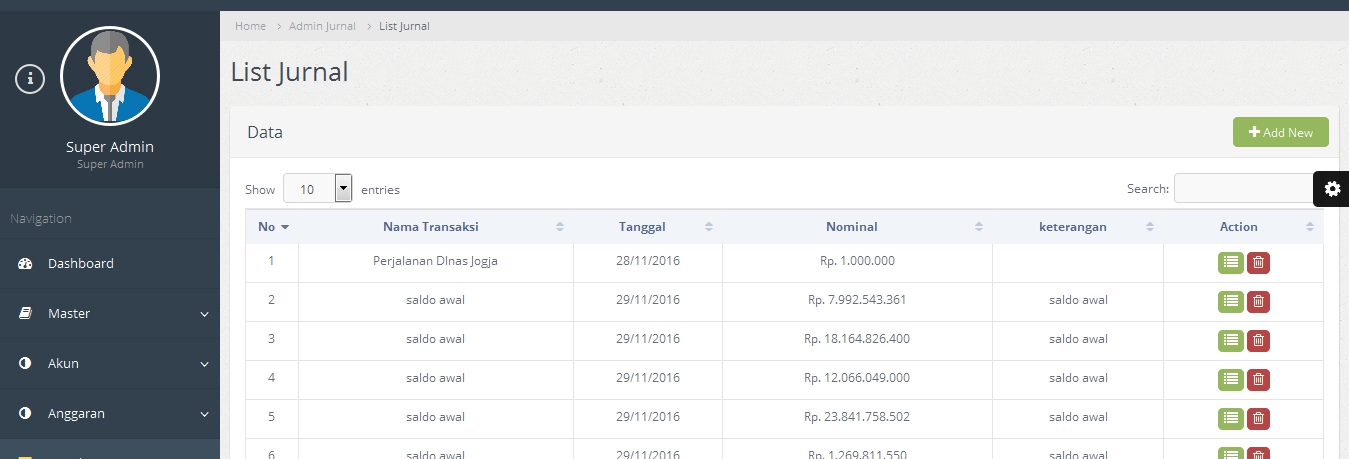 Home > Admin Jurnal > List Jurnal
List Jurnal
Super Admin
Super Admin
Navigation
Dashboard
Master
Akun
Anggaran
Data
Add New
Show 10 entries
Search:
No Nama Transaksi Tanggal Nominal keterangan Action
1 Perjalanan DInas Jogja 28/11/2016 Rp. 1.000.000
2 saldo awal 29/11/2016 Rp. 7.992.543.361 saldo awal
3 saldo awal 29/11/2016 Rp. 18.164.826.400 saldo awal
4 saldo awal 29/11/2016 Rp. 12.066.049.000 saldo awal
5 saldo awal 29/11/2016 Rp. 23.841.758.502 saldo awal
6 saldo awal 29/11/2016 Rp. 1.269.811.550 saldo awal